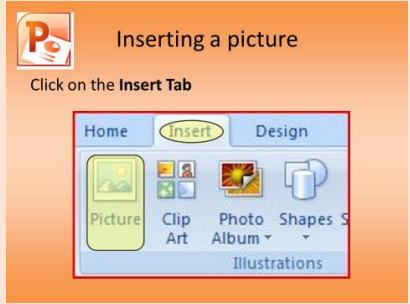 Inserting a picture
Click on the Insert Tab
Home Insert Design
Picture Clip Art Photo Album Shapes S
Illustrations